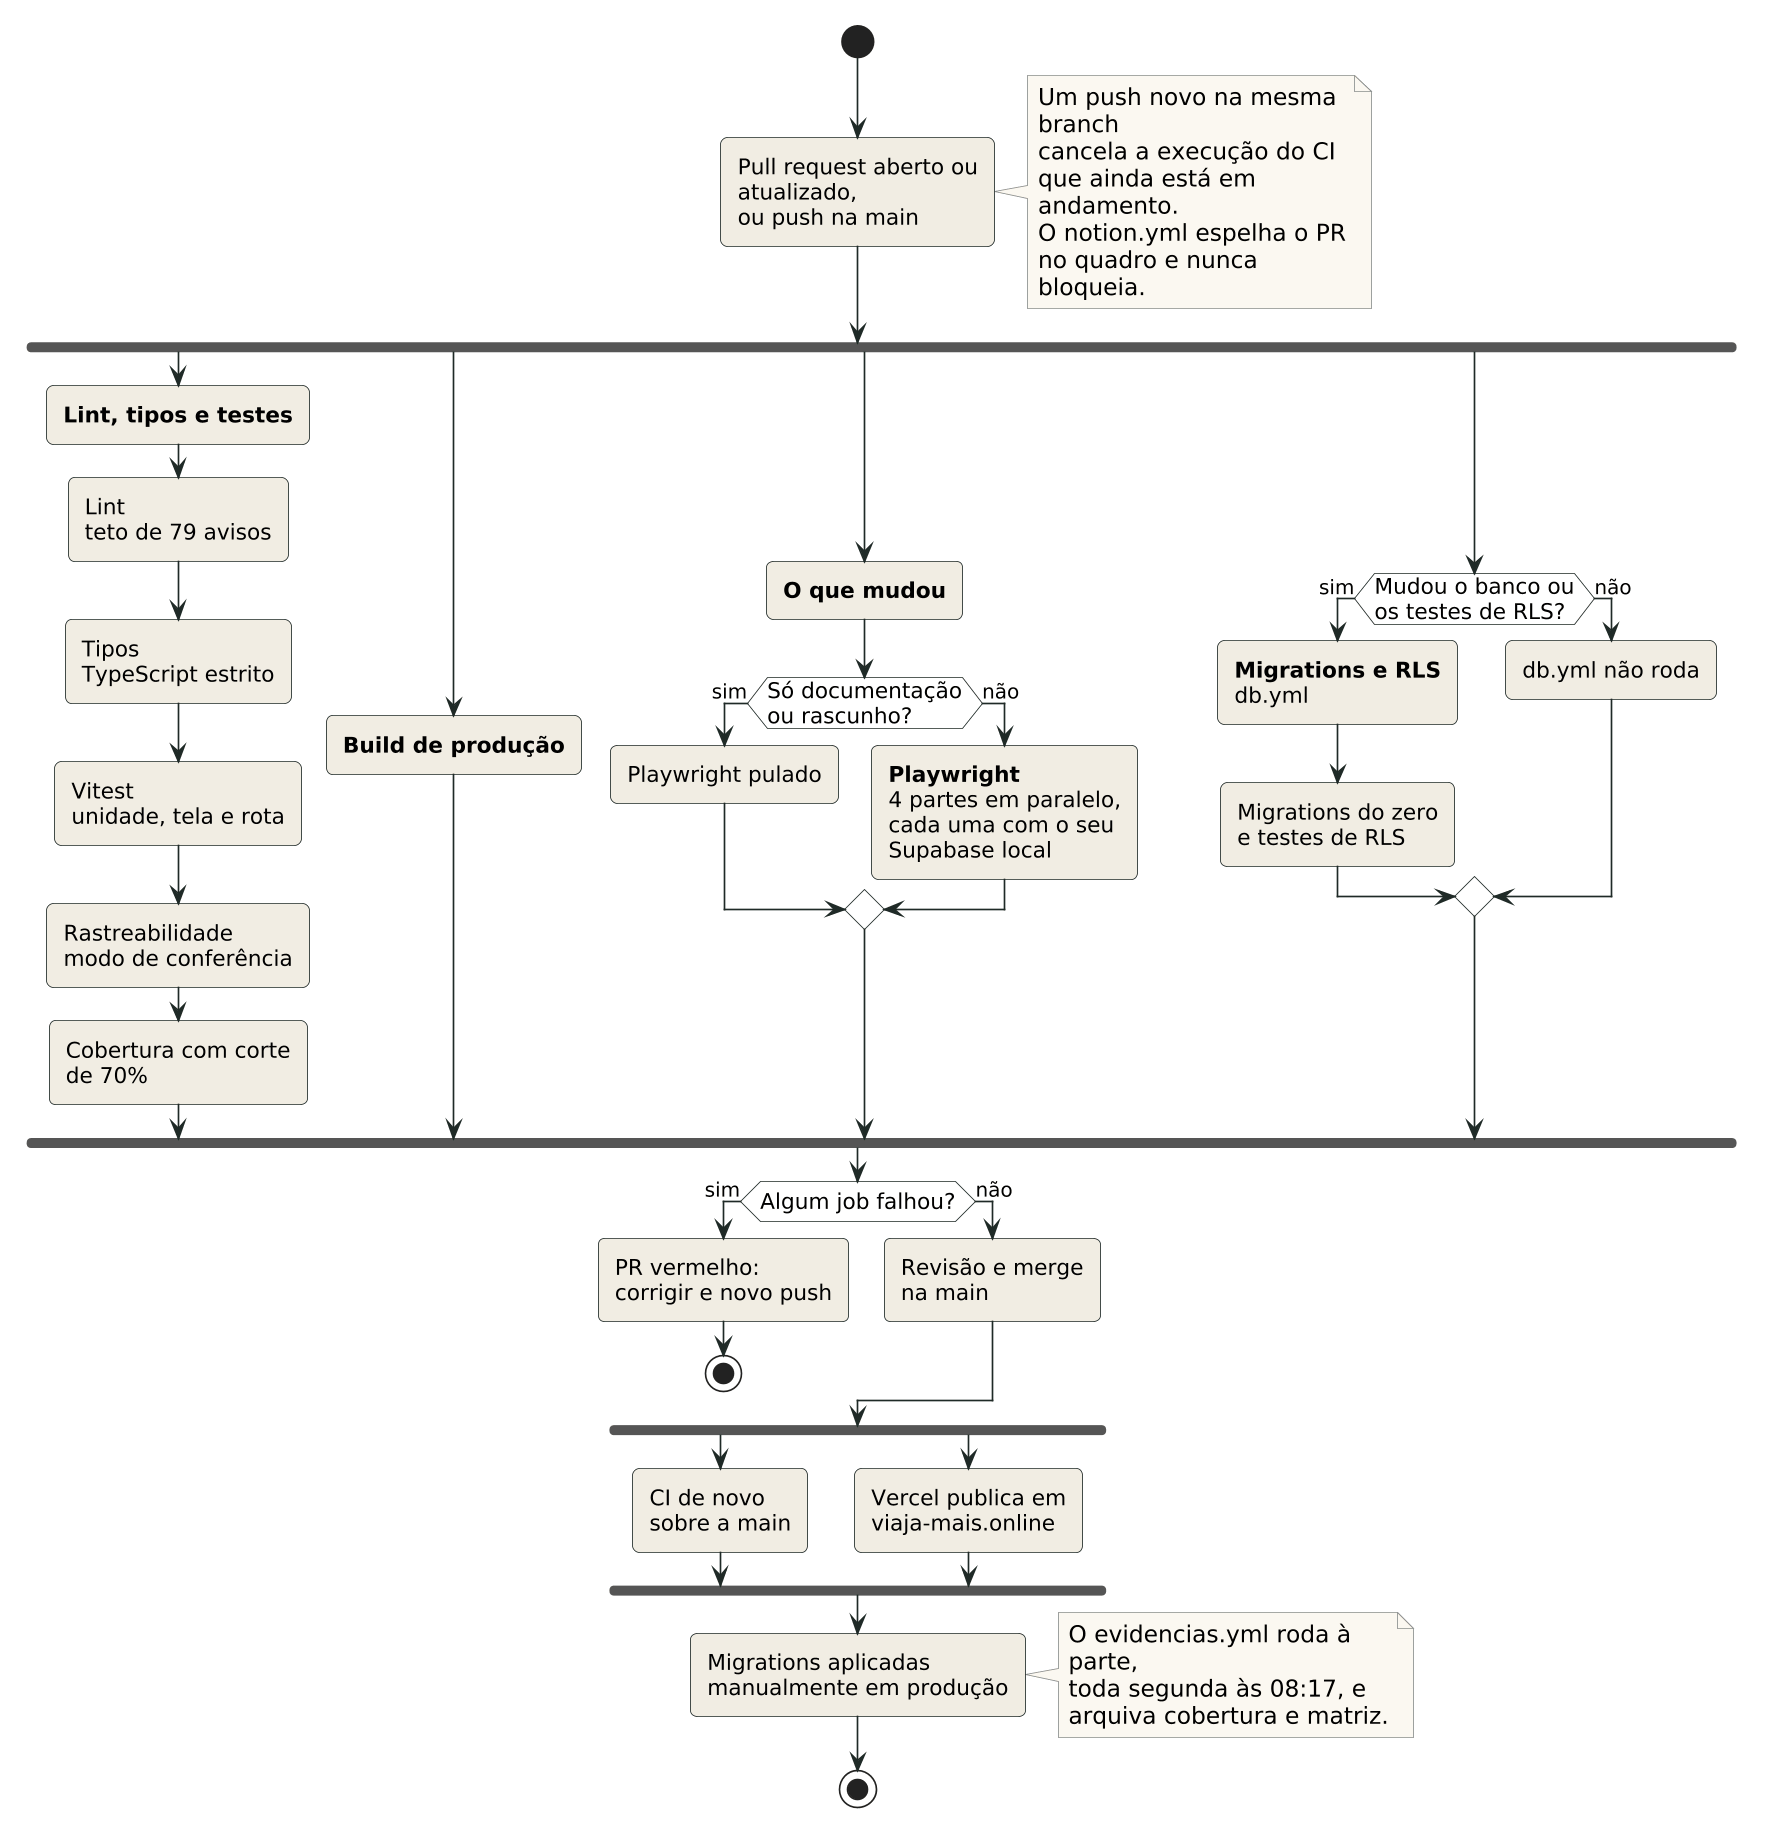 Pull request aberto ou
atualizado,
ou push na main
Um push novo na mesma
branch
cancela a execução do CI
que ainda está em
andamento.
O notion.yml espelha o PR
no quadro e nunca
bloqueia.
Lint, tipos e testes
Lint
teto de 79 avisos
Tipos
TypeScript estrito
Vitest
unidade, tela e rota
Rastreabilidade
modo de conferência
Cobertura com corte
de 70%
Build de produção
O que mudou
sim
Só documentação
ou rascunho?
não
Playwright pulado
Playwright
4 partes em paralelo,
cada uma com o seu
Supabase local
sim
Mudou o banco ou
os testes de RLS?
não
Migrations e RLS
db.yml
Migrations do zero
e testes de RLS
db.yml não roda
sim
Algum job falhou?
não
PR vermelho:
corrigir e novo push
Revisão e merge
na main
CI de novo
sobre a main
Vercel publica em
viaja-mais.online
Migrations aplicadas
manualmente em produção
O evidencias.yml roda à
parte,
toda segunda às 08:17, e
arquiva cobertura e matriz.